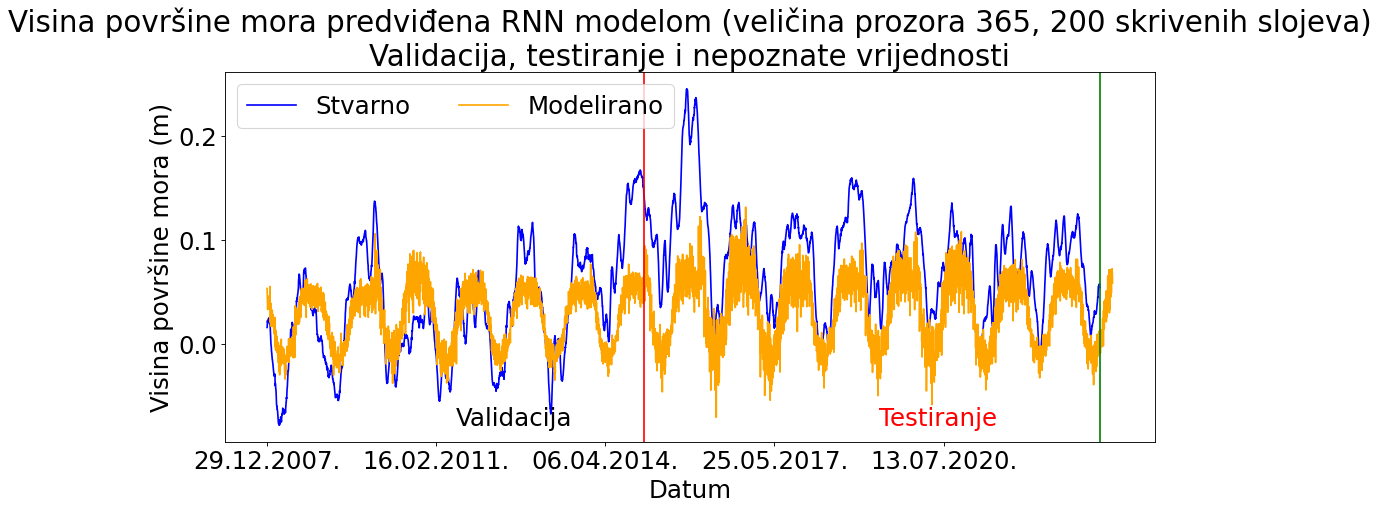 Visina površine mora predviđena RNN modelom (veličina prozora 365, 200 skrivenih slojeva)
Validacija, testiranje i nepoznate vrijednosti
Stvarno
Modelirano
Visina površine mora (m)
0.2
0.1
0.0
Validacija
Testiranje
29.12.2007.
16.02.2011.
06.04.2014.
25.05.2017.
13.07.2020.
Datum